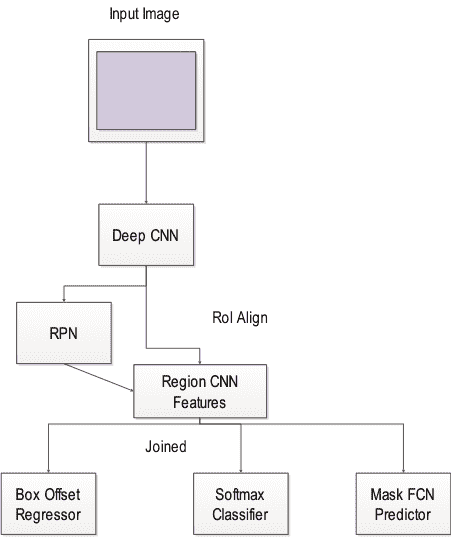 Input Image
Deep CNN
RPN
RoI Align
Region CNN
Features
Joined
Box Offset
Regressor
Softmax
Classifier
Mask FCN
Predictor